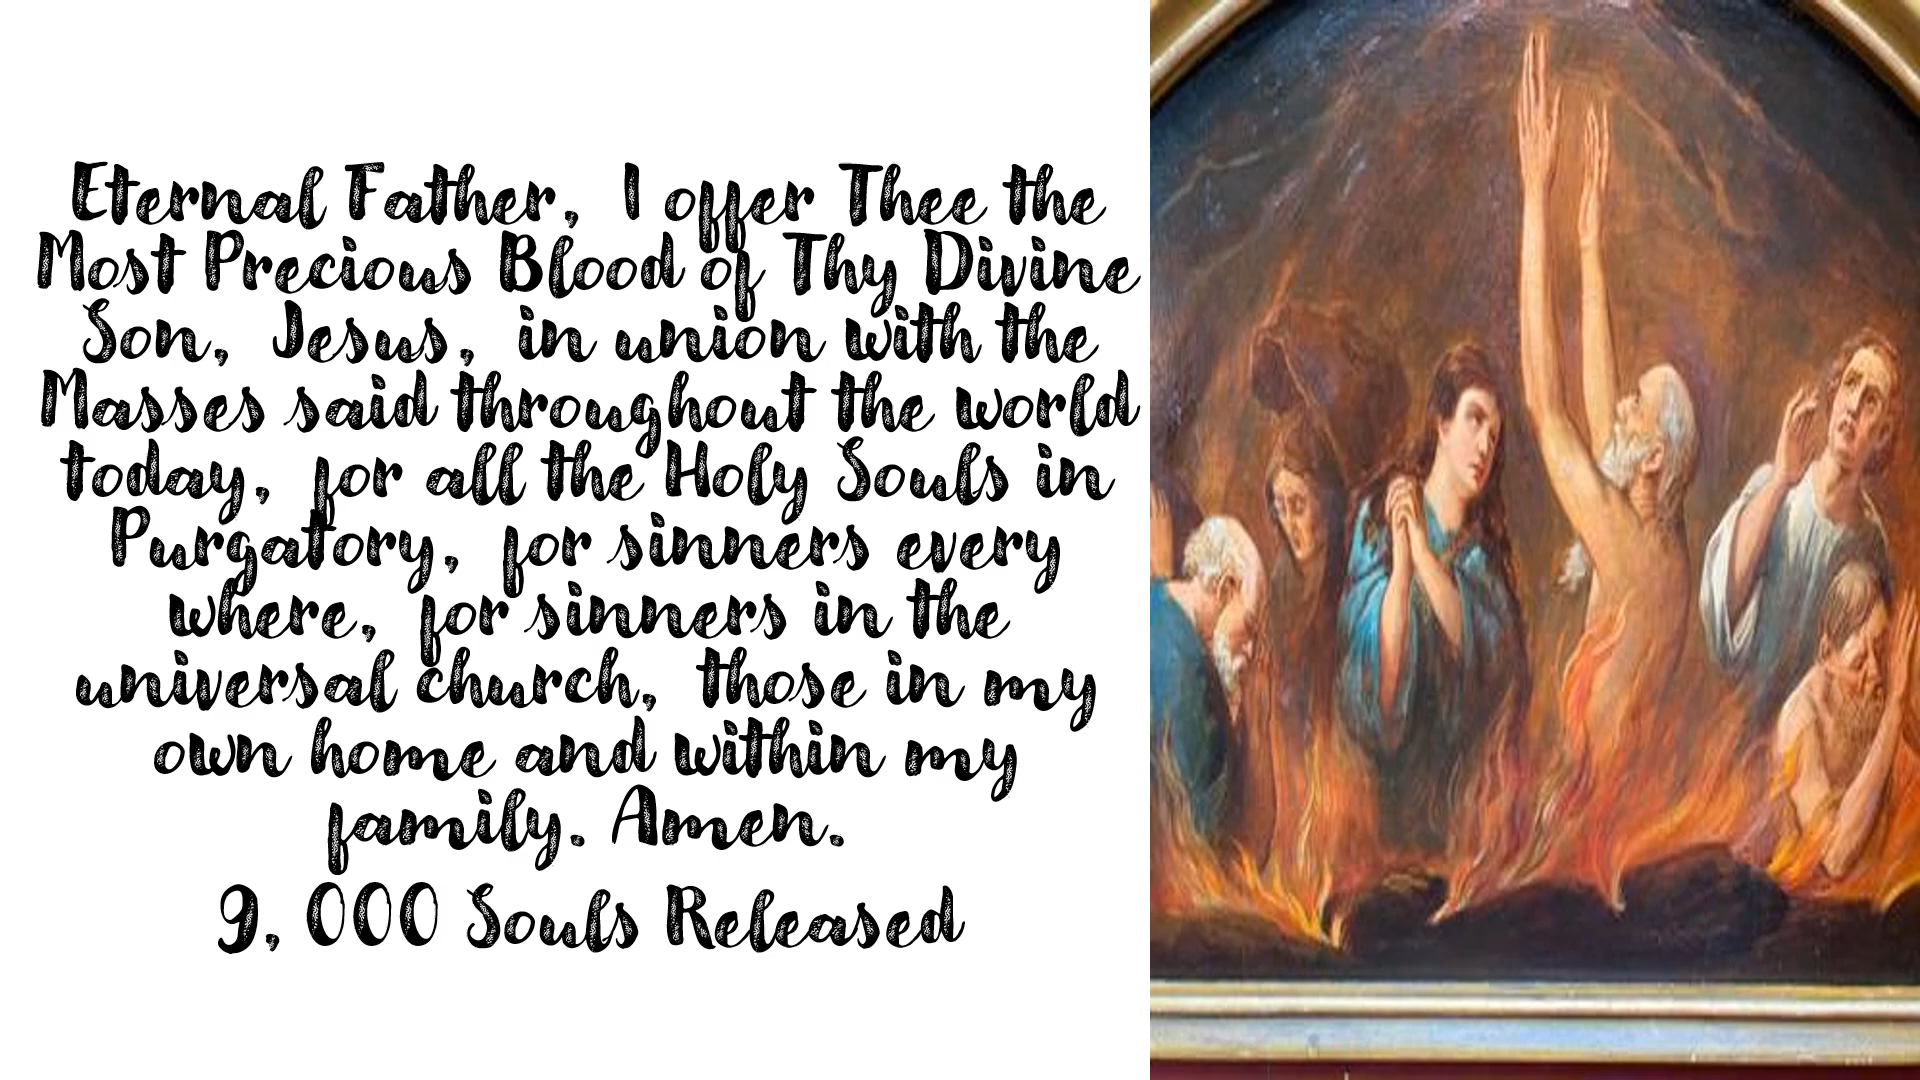 Eternal Father, I offer Thee the
Most Precious Blood of Thy Divine
Son, Jesus, in union with the
Masses said throughout the world
today, for all the Holy Souls in
Purgatory, for sinners every
where, for sinners in the
universal church, those in my
own home and within my
family. Amen.
9, 000 Souls Released